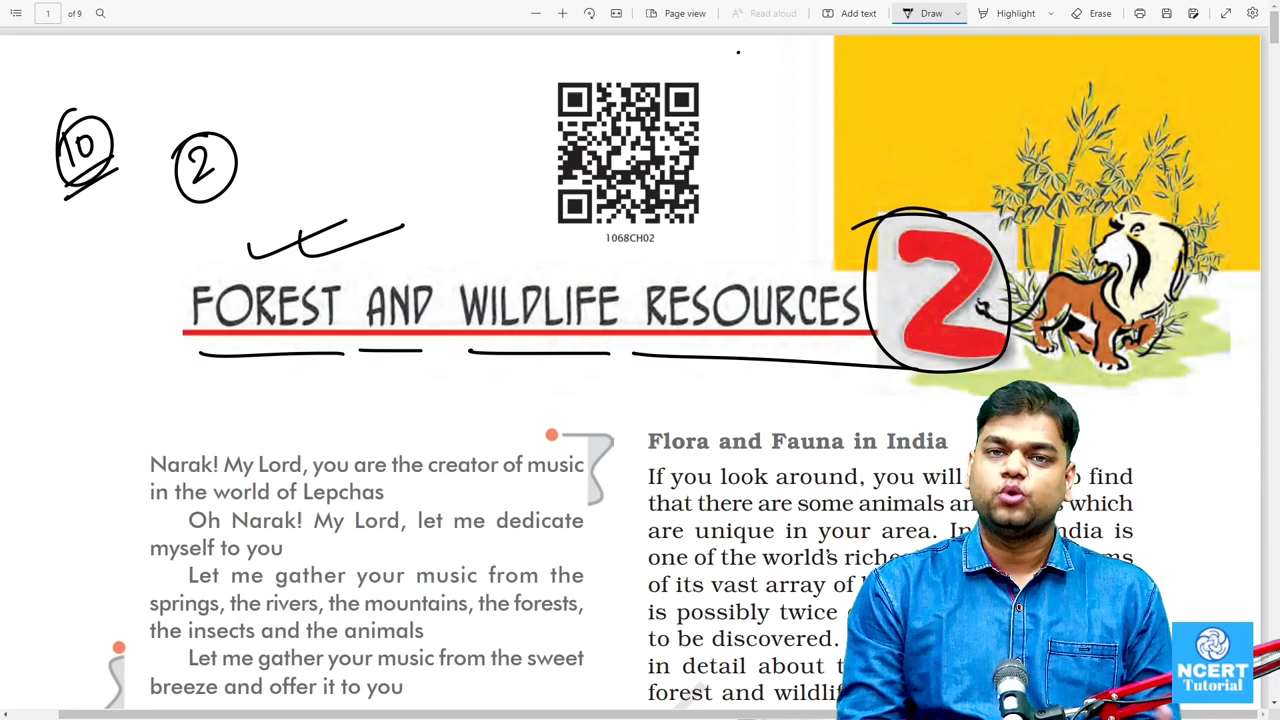 1 of 9 Page view Read aloud Add text Draw Highlight Erase
10 2
1068CH02
FOREST AND WILDLIFE RESOURCES 2
Narak! My Lord, you are the creator of music
in the world of Lepchas
Oh Narak! My Lord, let me dedicate
myself to you
Let me gather your music from the
springs, the rivers, the mountains, the forests,
the insects and the animals
Let me gather your music from the sweet
breeze and offer it to you
Flora and Fauna in India
If you look around, you will find
that there are some animals which
are unique in your area. India is
one of the world's
of its vast array of
is possibly twice
to be discovered.
in detail about
forest and
NCERT
Tutorial